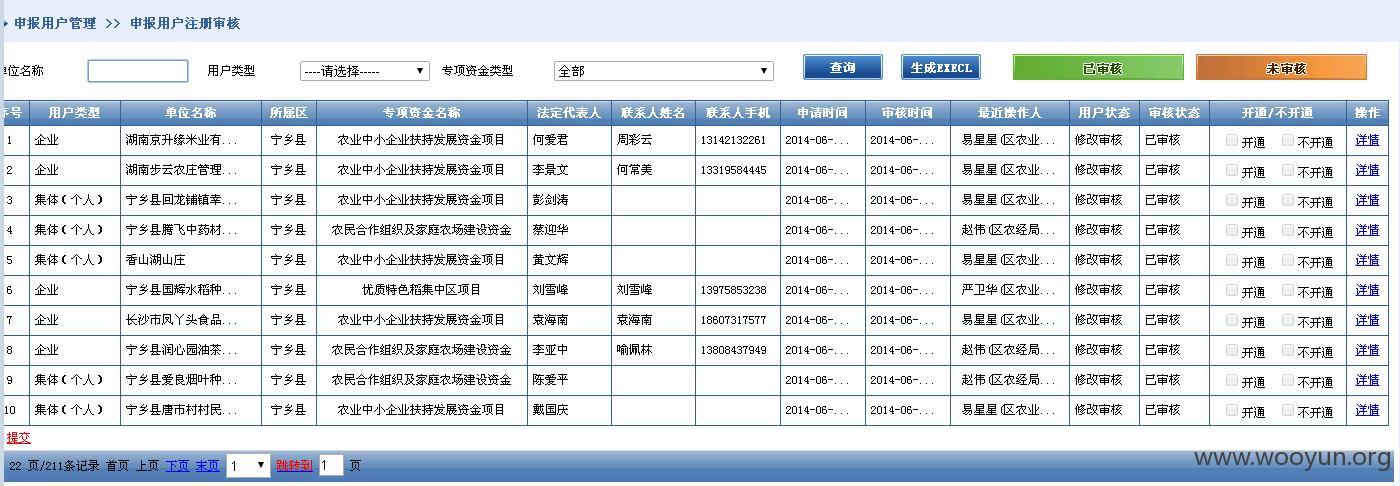 申报用户管理 >> 申报用户注册审核
单位名称 用户类型 ----请选择----- 专项资金类型 全部 查询 生成EXECL 已审核 未审核
序号 用户类型 单位名称 所属区 专项资金名称 法定代表人 联系人姓名 联系人手机 申请时间 审核时间 最近操作人 用户状态 审核状态 开通/不开通 操作
1 企业 湖南京升缘米业有... 宁乡县 农业中小企业扶持发展资金项目 何爱君 周彩云 13142132261 2014-06-... 2014-06-... 易星星(区农业... 修改审核 已审核 开通 不开通 详情
2 企业 湖南步云农庄管理... 宁乡县 农业中小企业扶持发展资金项目 李景文 何常美 13319584445 2014-06-... 2014-06-... 易星星(区农业... 修改审核 已审核 开通 不开通 详情
3 集体(个人) 宁乡县回龙铺镇幸... 宁乡县 农业中小企业扶持发展资金项目 彭剑涛 2014-06-... 2014-06-... 易星星(区农业... 修改审核 已审核 开通 不开通 详情
4 集体(个人) 宁乡县腾飞中药材... 宁乡县 农民合作组织及家庭农场建设资金 蔡迎华 2014-06-... 2014-06-... 赵伟(区农经局... 修改审核 已审核 开通 不开通 详情
5 集体(个人) 香山湖山庄 宁乡县 农业中小企业扶持发展资金项目 黄文辉 2014-06-... 2014-06-... 易星星(区农业... 修改审核 已审核 开通 不开通 详情
6 企业 宁乡县国辉水稻种... 宁乡县 优质特色稻集中区项目 刘雪峰 刘雪峰 13975853238 2014-06-... 2014-06-... 严卫华(区农业... 修改审核 已审核 开通 不开通 详情
7 企业 长沙市凤丫头食品... 宁乡县 农业中小企业扶持发展资金项目 袁海南 袁海南 18607317577 2014-06-... 2014-06-... 易星星(区农业... 修改审核 已审核 开通 不开通 详情
8 企业 宁乡县润心园油茶... 宁乡县 农民合作组织及家庭农场建设资金 李亚中 喻佩林 13808437949 2014-06-... 2014-06-... 赵伟(区农经局... 修改审核 已审核 开通 不开通 详情
9 集体(个人) 宁乡县爱良烟叶种... 宁乡县 农民合作组织及家庭农场建设资金 陈爱平 2014-06-... 2014-06-... 赵伟(区农经局... 修改审核 已审核 开通 不开通 详情
10 集体(个人) 宁乡县唐市村村民... 宁乡县 农业中小企业扶持发展资金项目 戴国庆 2014-06-... 2014-06-... 易星星(区农业... 修改审核 已审核 开通 不开通 详情
提交
22 页/211条记录 首页 上页 下页 末页 1 跳转到 1 页
www.wooyun.org